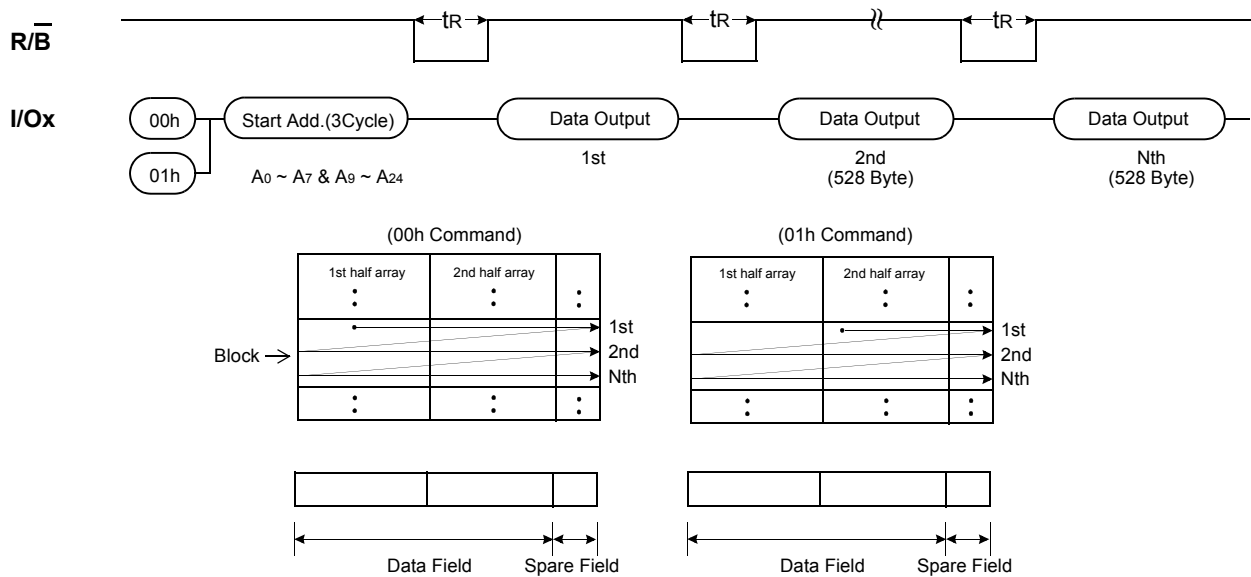 tR tR tR
R/B
I/Ox
00h Start Add.(3Cycle) Data Output Data Output Data Output
01h
A0 ~ A7 & A9 ~ A24
1st 2nd Nth
(528 Byte) (528 Byte)
(00h Command) (01h Command)
1st half array 2nd half array 1st half array 2nd half array
1st 1st
Block 2nd 2nd
Nth Nth
Data Field Spare Field Data Field Spare Field